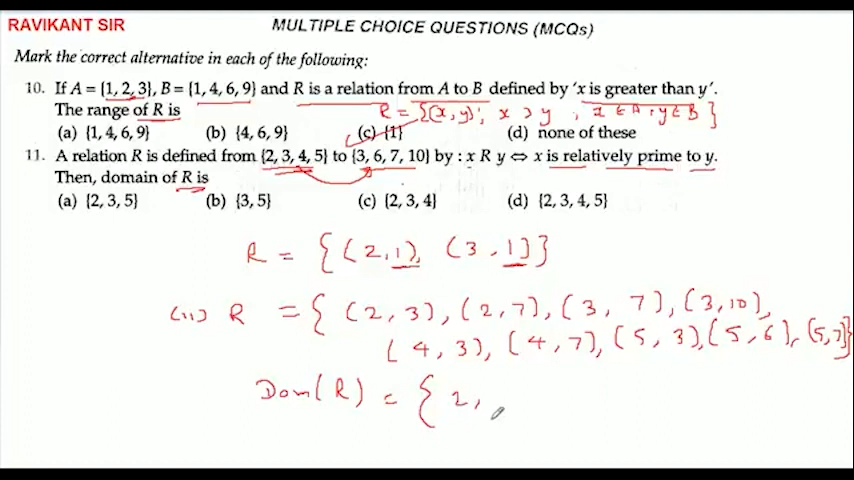 RAVIKANT SIR
MULTIPLE CHOICE QUESTIONS (MCQs)
Mark the correct alternative in each of the following:
10. If A = {1, 2, 3}, B = {1, 4, 6, 9} and R is a relation from A to B defined by 'x is greater than y'.
The range of R is
R = {(x, y); x > y , x ∈ A, y ∈ B }
(a) {1, 4, 6, 9} (b) {4, 6, 9} (c) {1} (d) none of these
11. A relation R is defined from {2, 3, 4, 5} to {3, 6, 7, 10} by : x R y ⇔ x is relatively prime to y.
Then, domain of R is
(a) {2, 3, 5} (b) {3, 5} (c) {2, 3, 4} (d) {2, 3, 4, 5}
R = { (2, 1), (3, 1] }
(11) R = { (2, 3), (2, 7), (3, 7), (3, 10),
(4, 3), (4, 7), (5, 3), (5, 6), (5, 7)}
Dom(R) = { 2,